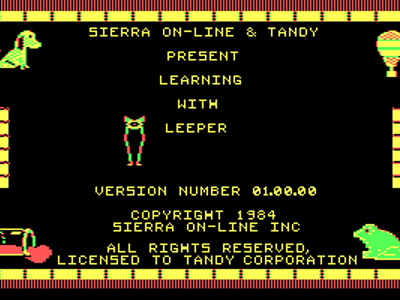 SIERRA ON-LINE & TANDY
PRESENT
LEARNING
WITH
LEEPER
VERSION NUMBER 01.00.00
COPYRIGHT 1984
SIERRA ON-LINE INC
ALL RIGHTS RESERVED,
LICENSED TO TANDY CORPORATION